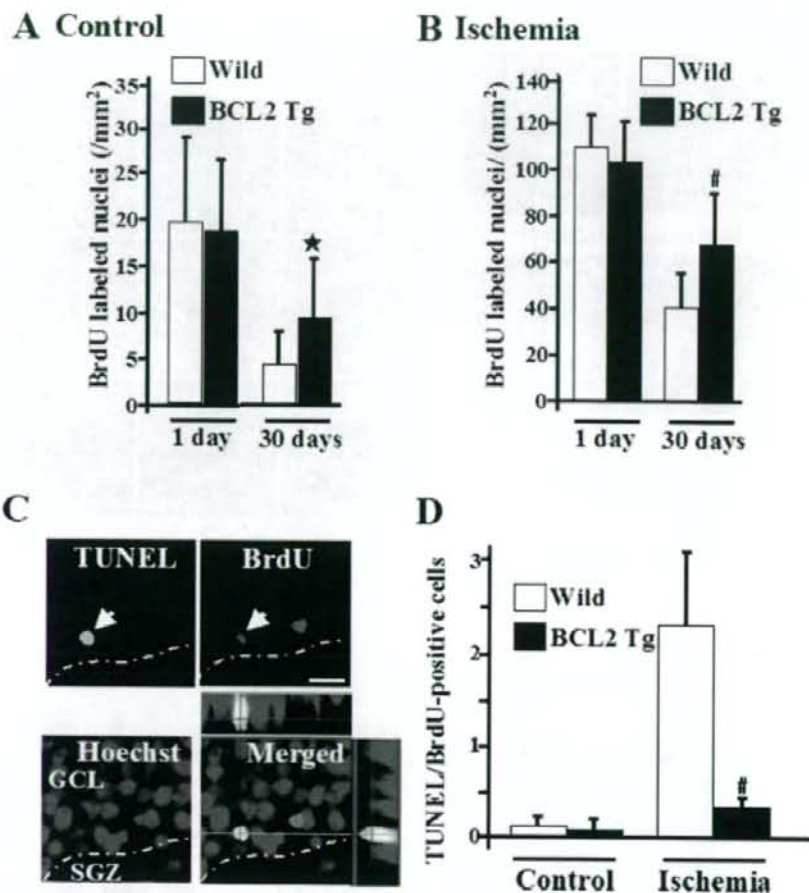 A Control
Wild
BCL2 Tg
BrdU labeled nuclei (/mm²)
35
30
25
20
15
10
5
0
★
1 day
30 days
B Ischemia
Wild
BCL2 Tg
BrdU labeled nuclei/ (mm²)
140
120
100
80
60
40
20
0
#
1 day
30 days
C
TUNEL
BrdU
Hoechst
GCL
SGZ
Merged
D
Wild
BCL2 Tg
TUNEL/BrdU-positive cells
3
2
1
0
#
Control
Ischemia